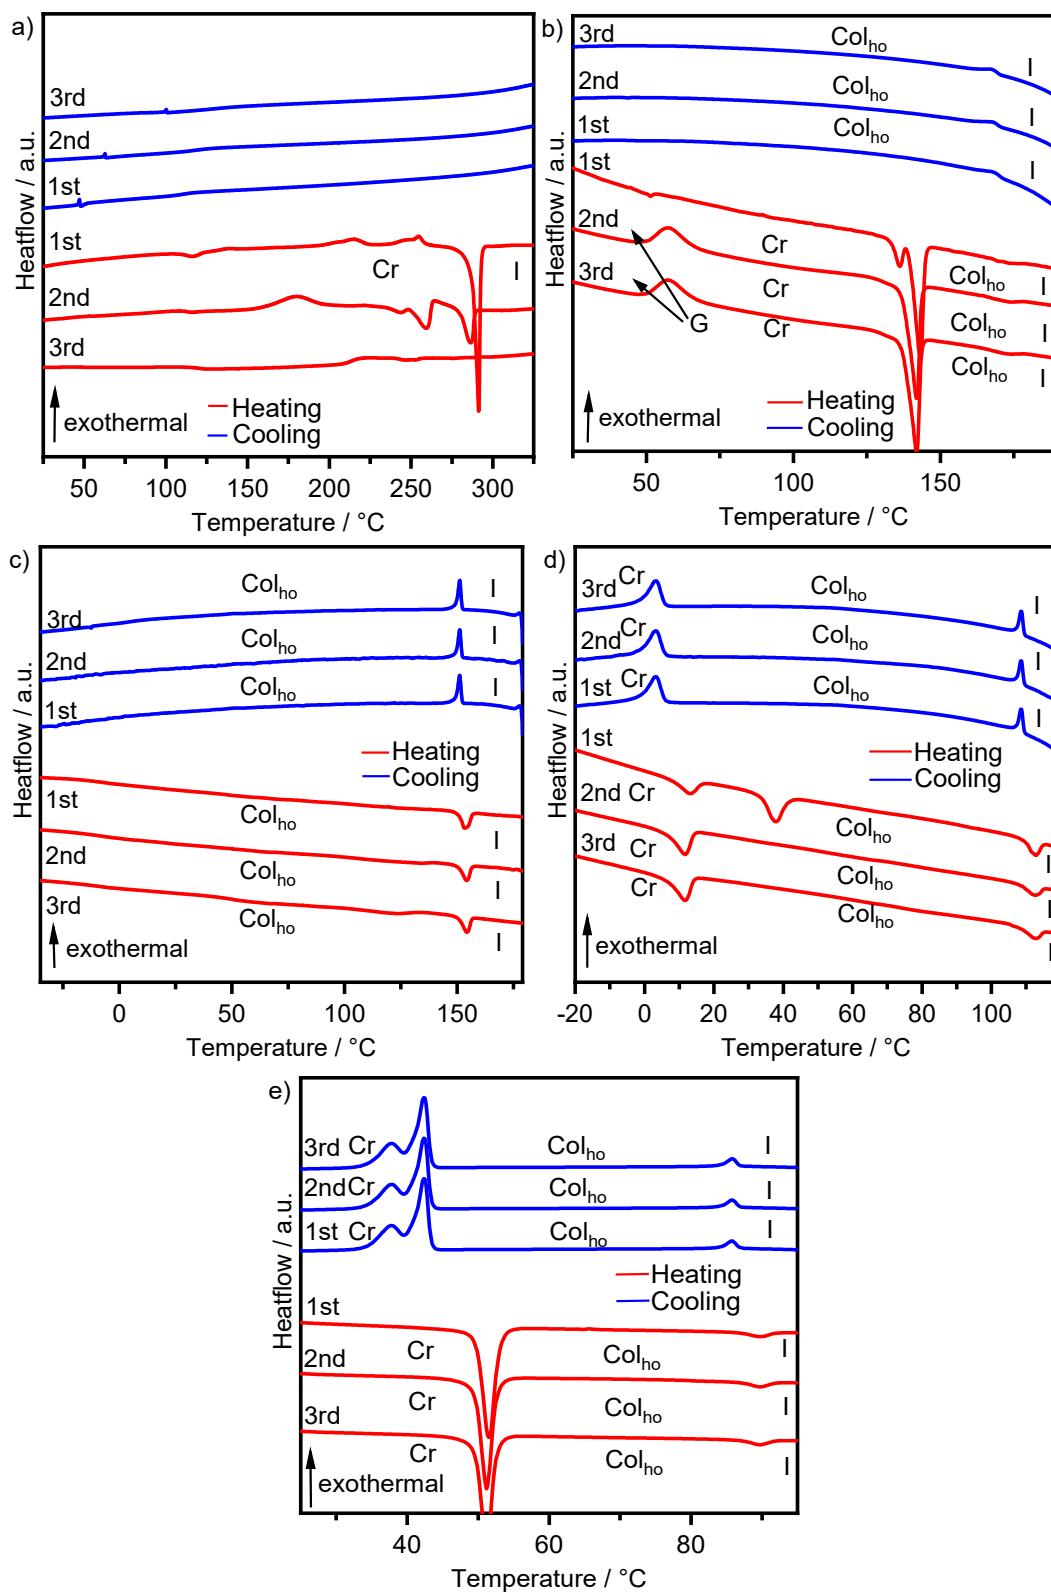 a)
3rd
2nd
1st
1st
Cr
I
2nd
3rd
exothermal
Heating
Cooling
Heatflow / a.u.
50 100 150 200 250 300
Temperature / °C
b)
3rd Colho I
2nd Colho I
1st Colho I
1st
2nd Cr Colho I
3rd Cr Colho I
G
Cr Colho I
exothermal
Heating
Cooling
Heatflow / a.u.
50 100 150
Temperature / °C
c)
Colho I
3rd
Colho I
2nd
Colho I
1st
Heating
Cooling
1st
Colho I
2nd
Colho I
3rd
Colho I
exothermal
Heatflow / a.u.
0 50 100 150
Temperature / °C
d)
3rd Cr Colho I
2nd Cr Colho I
1st Cr Colho I
1st
Heating
Cooling
2nd Cr Colho I
3rd Cr Colho I
Cr Colho I
exothermal
Heatflow / a.u.
-20 0 20 40 60 80 100
Temperature / °C
e)
3rd Cr Colho I
2nd Cr Colho I
1st Cr Colho I
Heating
Cooling
1st
Cr Colho I
2nd
Cr Colho I
3rd
Cr Colho I
exothermal
Heatflow / a.u.
40 60 80
Temperature / °C